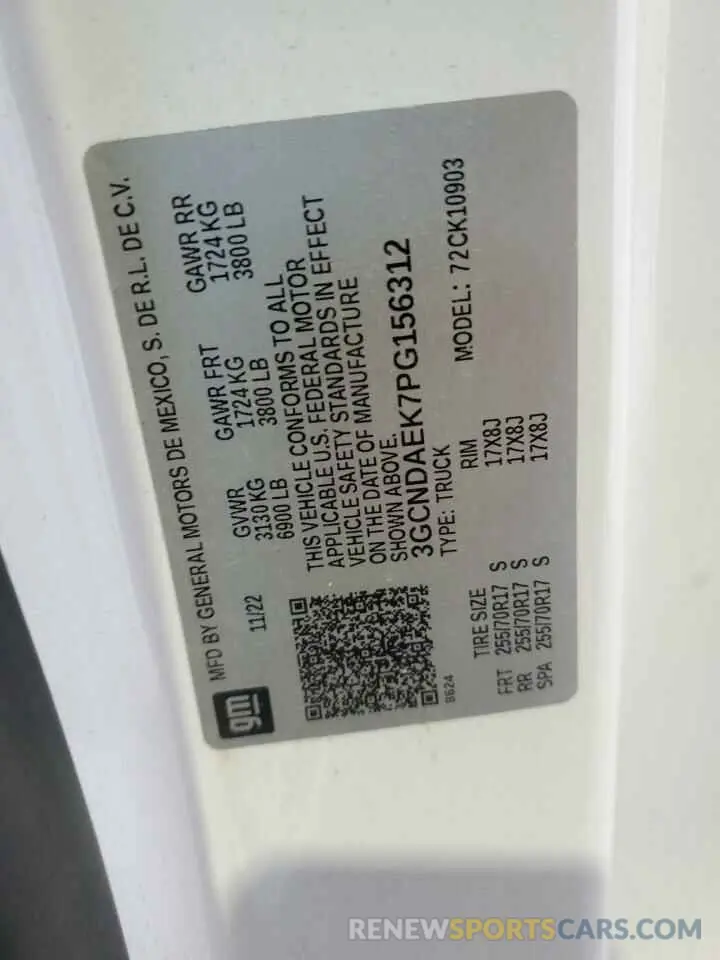 gm
MFD BY GENERAL MOTORS DE MEXICO, S. DE R.L. DE C.V.
11/22
GVWR
3130 KG
6900 LB
GAWR FRT
1724 KG
3800 LB
GAWR RR
1724 KG
3800 LB
THIS VEHICLE CONFORMS TO ALL
APPLICABLE U.S. FEDERAL MOTOR
VEHICLE SAFETY STANDARDS IN EFFECT
ON THE DATE OF MANUFACTURE
SHOWN ABOVE.
3GCNDAEK7PG156312
TYPE: TRUCK
MODEL: 72CK10903
B624
TIRE SIZE RIM
FRT 255/70R17 S 17X8J
RR 255/70R17 S 17X8J
SPA 255/70R17 S 17X8J
RENEWSPORTSCARS.COM